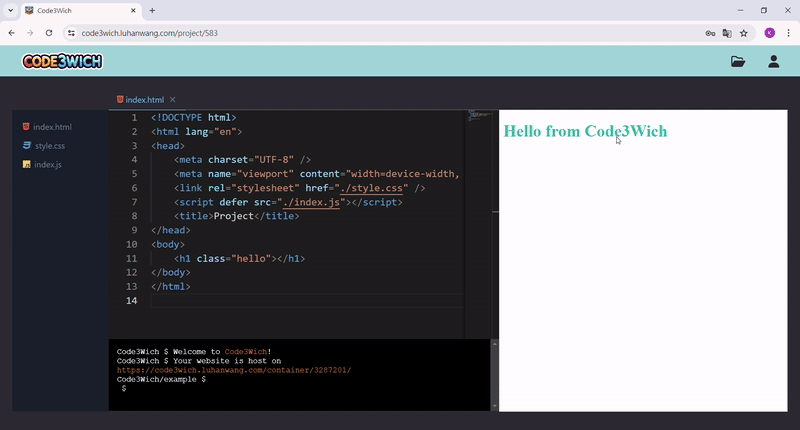 Code3Wich
code3wich.luhanwang.com/project/583
K
CODE3WICH
index.html
index.html
style.css
index.js
1 <!DOCTYPE html>
2 <html lang="en">
3 <head>
4 <meta charset="UTF-8" />
5 <meta name="viewport" content="width=device-width,
6 <link rel="stylesheet" href="./style.css" />
7 <script defer src="./index.js"></script>
8 <title>Project</title>
9 </head>
10 <body>
11 <h1 class="hello"></h1>
12 </body>
13 </html>
14
Hello from Code3Wich
Code3Wich $ Welcome to Code3Wich!
Code3Wich $ Your website is host on
https://code3wich.luhanwang.com/container/3287201/
Code3Wich/example $
$